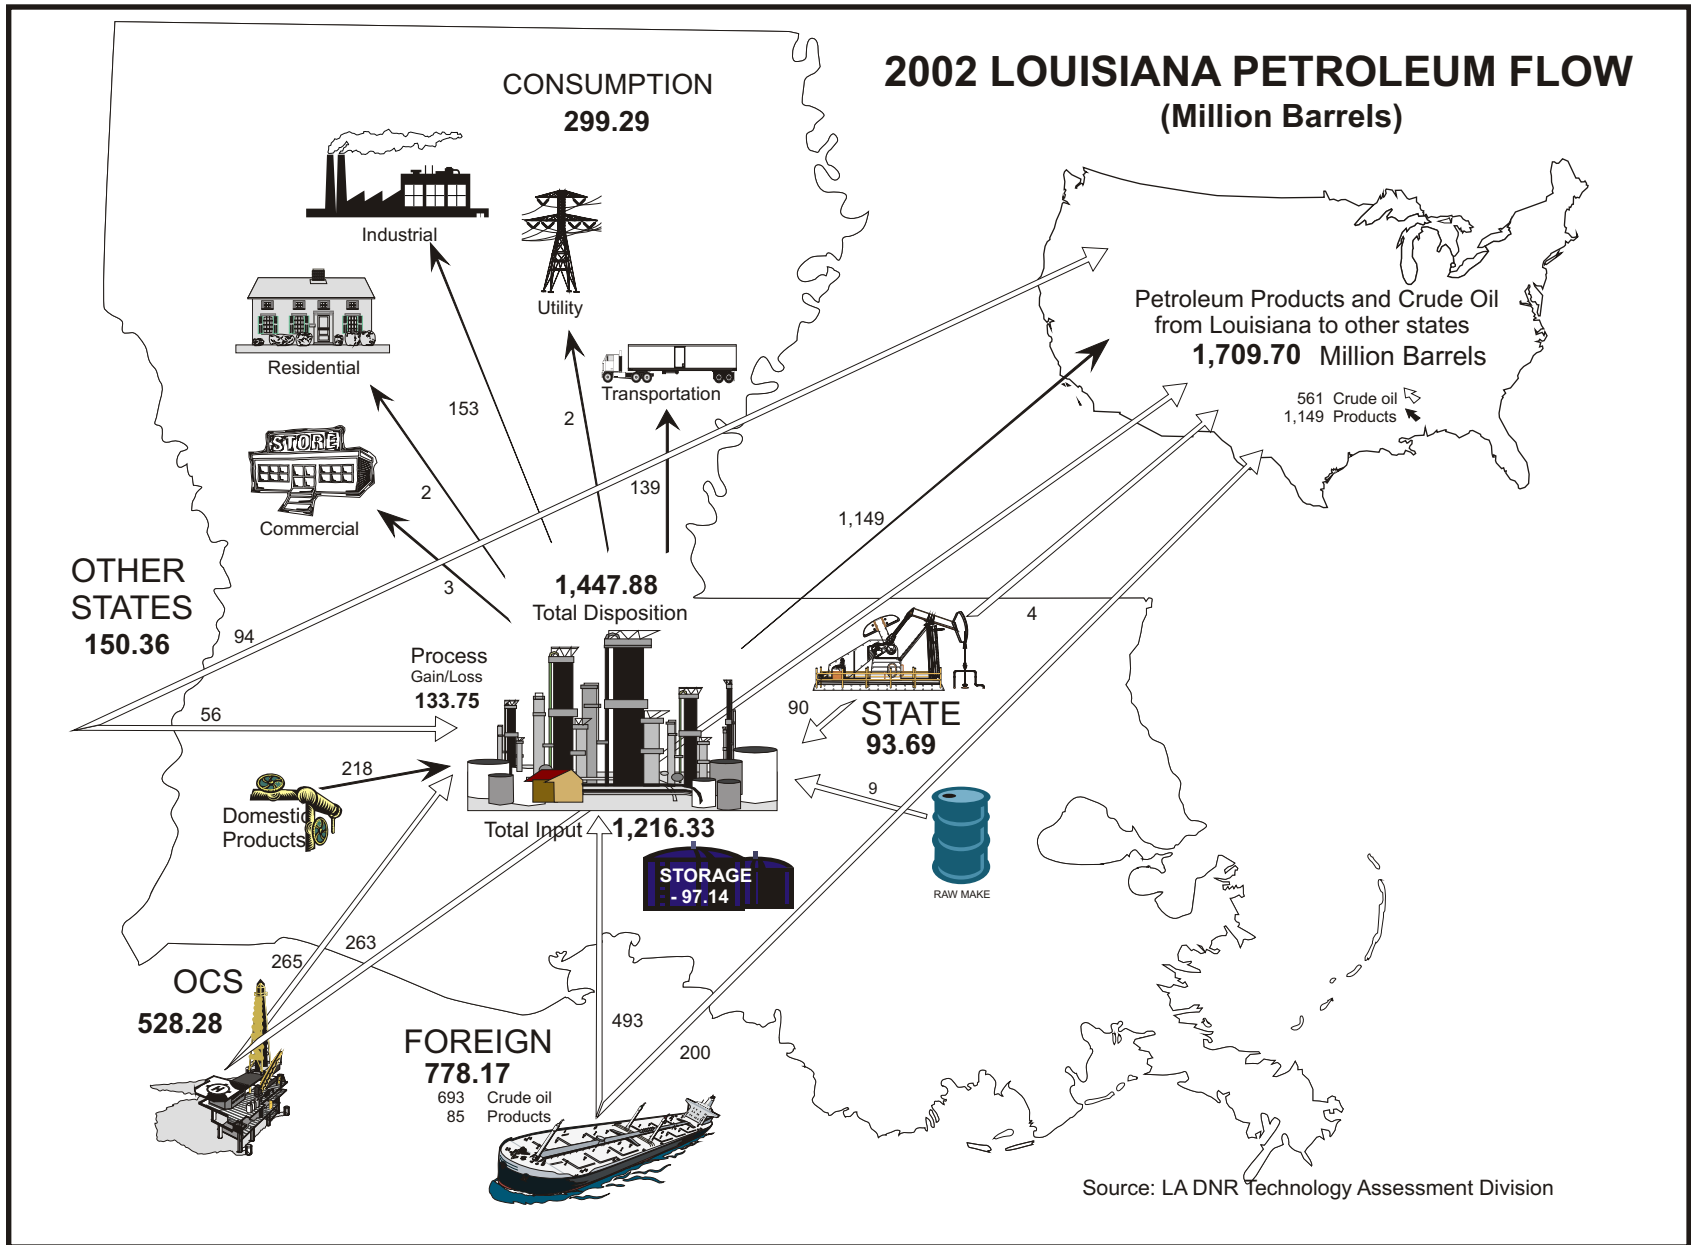 2002 LOUISIANA PETROLEUM FLOW
(Million Barrels)
CONSUMPTION
299.29
Industrial
Utility
Residential
Transportation
STORE
Commercial
153
2
2
139
3
Petroleum Products and Crude Oil
from Louisiana to other states
1,709.70 Million Barrels
561 Crude oil
1,149 Products
1,149
OTHER
STATES
150.36
94
56
1,447.88
Total Disposition
Process
Gain/Loss
133.75
4
90
STATE
93.69
218
Domestic
Products
9
Total Input 1,216.33
STORAGE
- 97.14
RAW MAKE
263
265
OCS
528.28
493
200
FOREIGN
778.17
693 Crude oil
85 Products
Source: LA DNR Technology Assessment Division